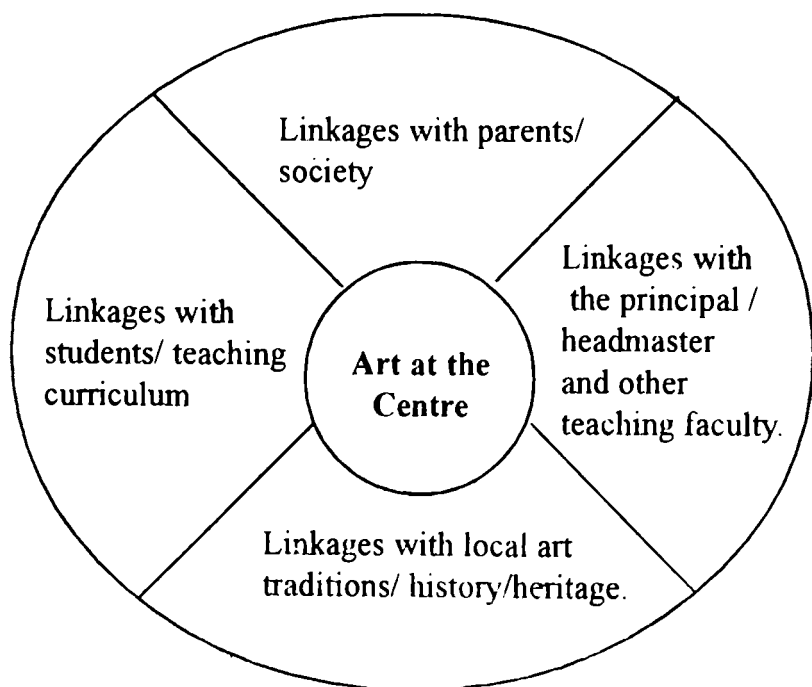 Linkages with parents/
society
Linkages with
the principal /
headmaster
and other
teaching faculty.
Linkages with
students/ teaching
curriculum
Art at the
Centre
Linkages with local art
traditions/ history/heritage.